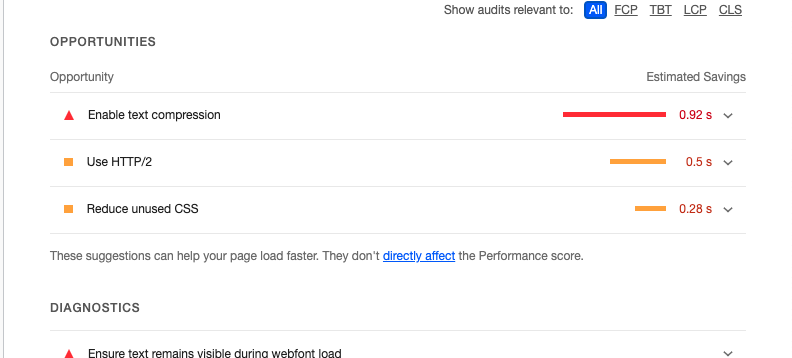 Show audits relevant to: All FCP TBT LCP CLS
OPPORTUNITIES
Opportunity Estimated Savings
Enable text compression 0.92 s
Use HTTP/2 0.5 s
Reduce unused CSS 0.28 s
These suggestions can help your page load faster. They don't directly affect the Performance score.
DIAGNOSTICS
Ensure text remains visible during webfont load